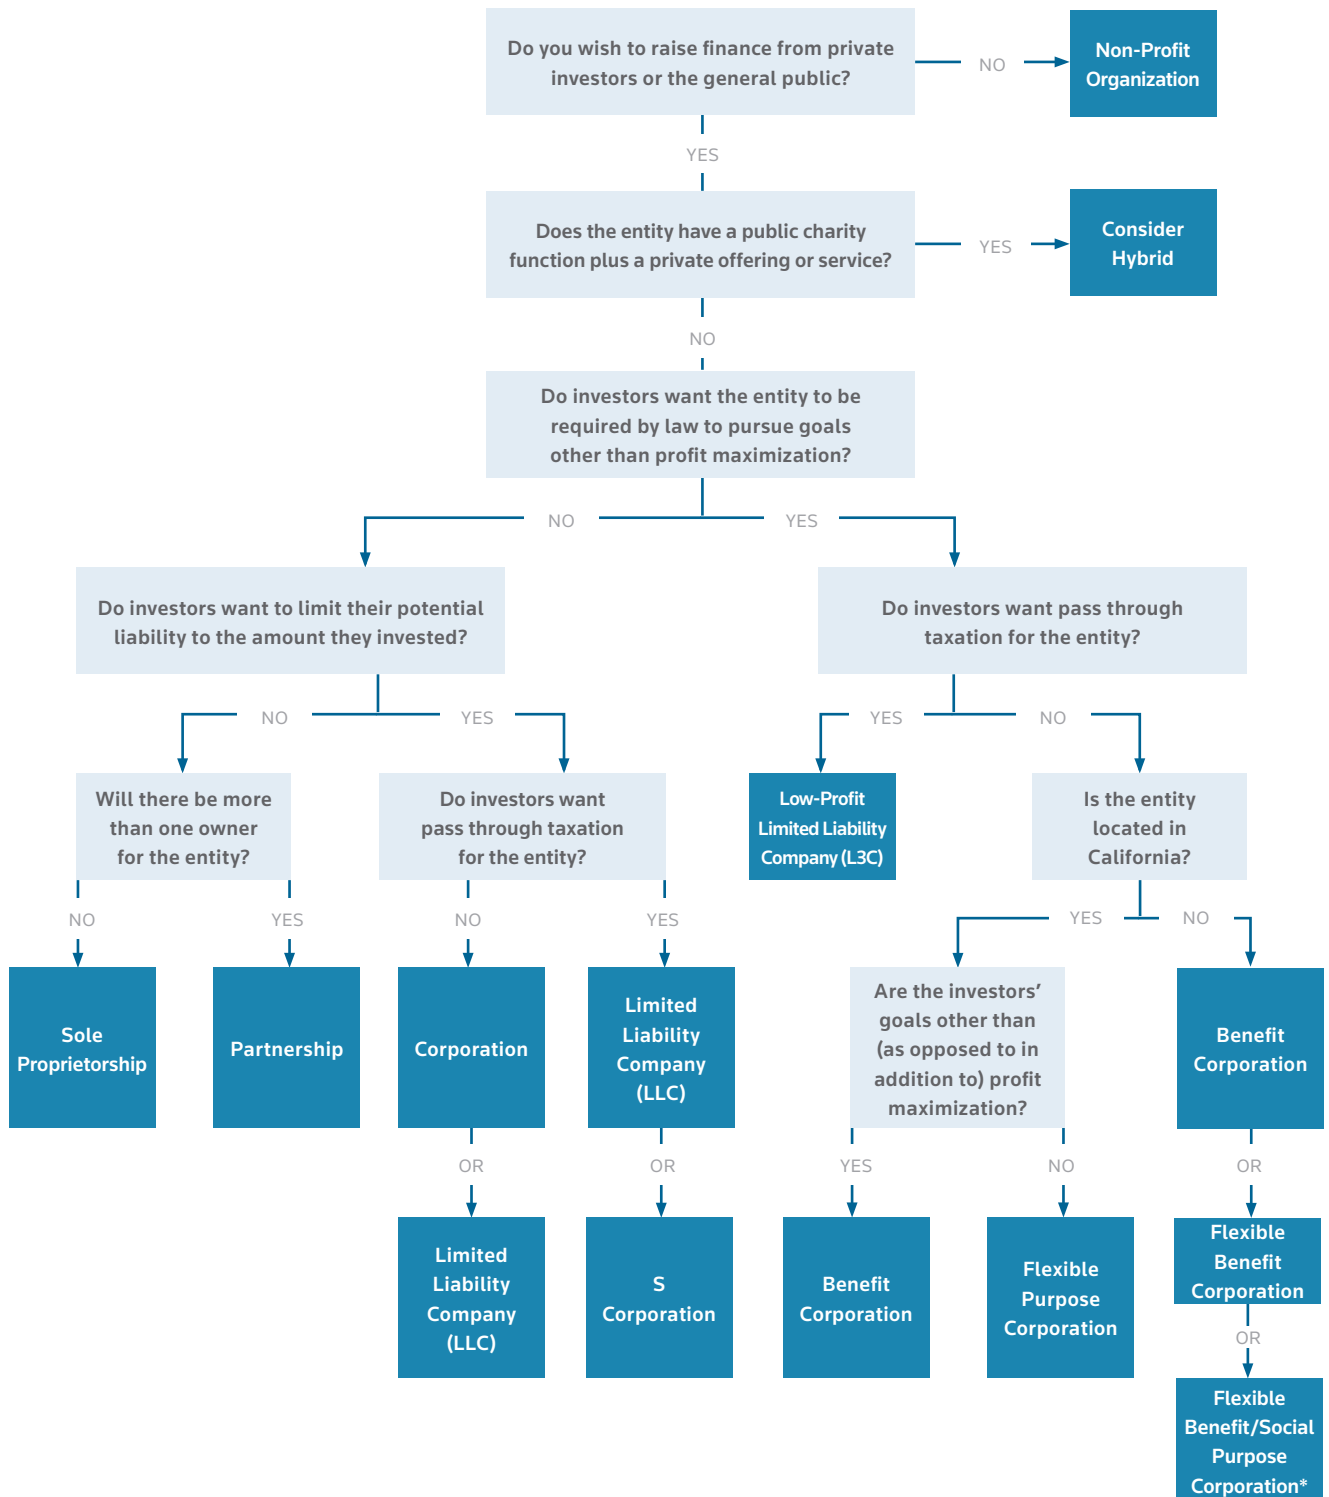 Do you wish to raise finance from private
investors or the general public?
NO
Non-Profit
Organization
YES
Does the entity have a public charity
function plus a private offering or service?
YES
Consider
Hybrid
NO
Do investors want the entity to be
required by law to pursue goals
other than profit maximization?
NO
YES
Do investors want to limit their potential
liability to the amount they invested?
Do investors want pass through
taxation for the entity?
NO
YES
YES
NO
Will there be more
than one owner
for the entity?
Do investors want
pass through taxation
for the entity?
Low-Profit
Limited Liability
Company (L3C)
Is the entity
located in
California?
NO
YES
NO
YES
YES
NO
Sole
Proprietorship
Partnership
Corporation
Limited
Liability
Company
(LLC)
Are the investors’
goals other than
(as opposed to in
addition to) profit
maximization?
Benefit
Corporation
OR
OR
YES
NO
OR
Limited
Liability
Company
(LLC)
S
Corporation
Benefit
Corporation
Flexible
Purpose
Corporation
Flexible
Benefit
Corporation
OR
Flexible
Benefit/Social
Purpose
Corporation*